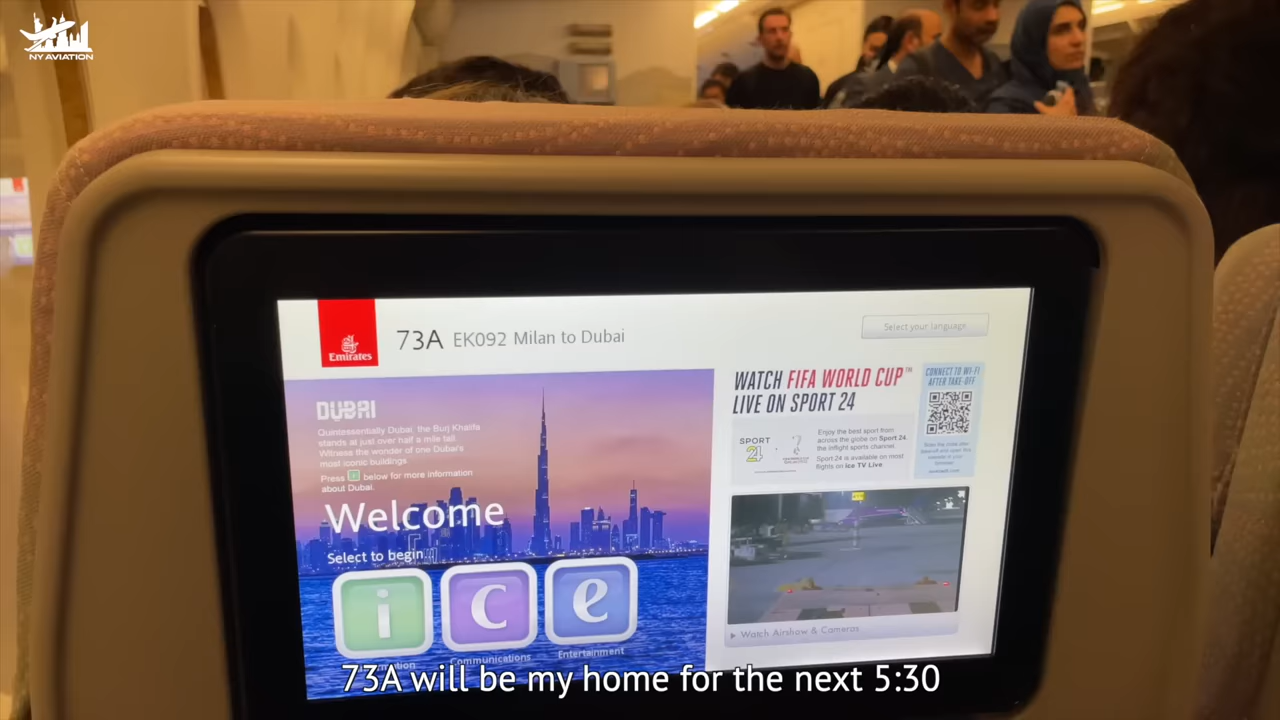 NY AVIATION
Emirates
73A EK092 Milan to Dubai
Select your language
DUBAI
Quintessentially Dubai, the Burj Khalifa
stands at just over half a mile tall.
Witness the wonder of one Dubai's
most iconic buildings
Press i below for more information
about Dubai.
Welcome
Select to begin
i
c
e
Communications
Entertainment
WATCH FIFA WORLD CUP™
LIVE ON SPORT 24
SPORT
24
Enjoy the best sport from
across the globe on Sport 24,
the inflight sports channel.
Sport 24 is available on most
flights on ice TV Live
CONNECT TO WI-FI
AFTER TAKE-OFF
Watch Airshow & Cameras
73A will be my home for the next 5:30